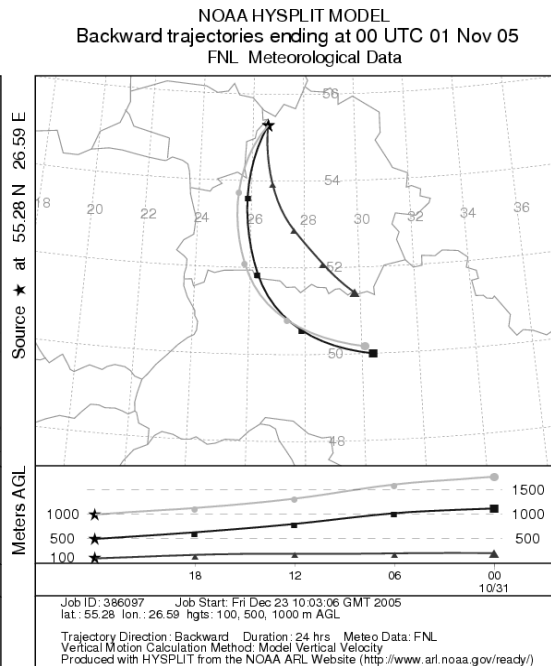 NOAA HYSPLIT MODEL
Backward trajectories ending at 00 UTC 01 Nov 05
FNL Meteorological Data
Source ★ at 55.28 N 26.59 E
56
54
18
20
22
24
26
28
30
32
34
36
52
50
48
Meters AGL
1500
1000
1000
500
500
100
18
12
06
00
10/31
Job ID: 386097 Job Start: Fri Dec 23 10:03:06 GMT 2005
lat.: 55.28 lon.: 26.59 hgts: 100, 500, 1000 m AGL
Trajectory Direction: Backward Duration: 24 hrs Meteo Data: FNL
Vertical Motion Calculation Method: Model Vertical Velocity
Produced with HYSPLIT from the NOAA ARL Website (http://www.arl.noaa.gov/ready/)